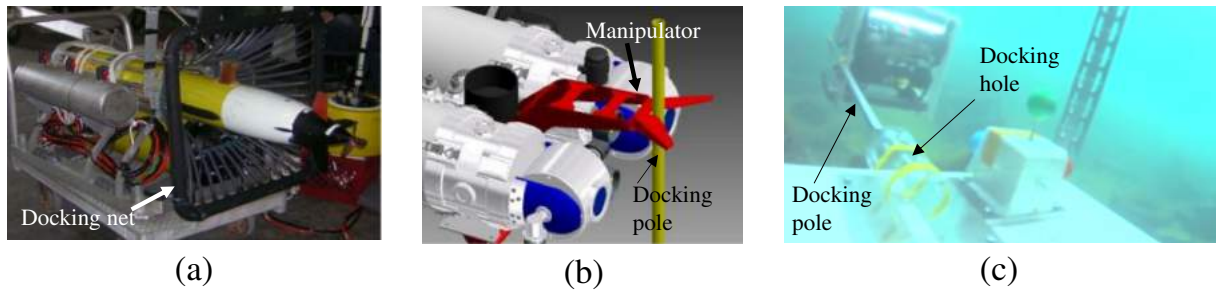 Docking net
(a)
Manipulator
Docking
pole
(b)
Docking
hole
Docking
pole
(c)